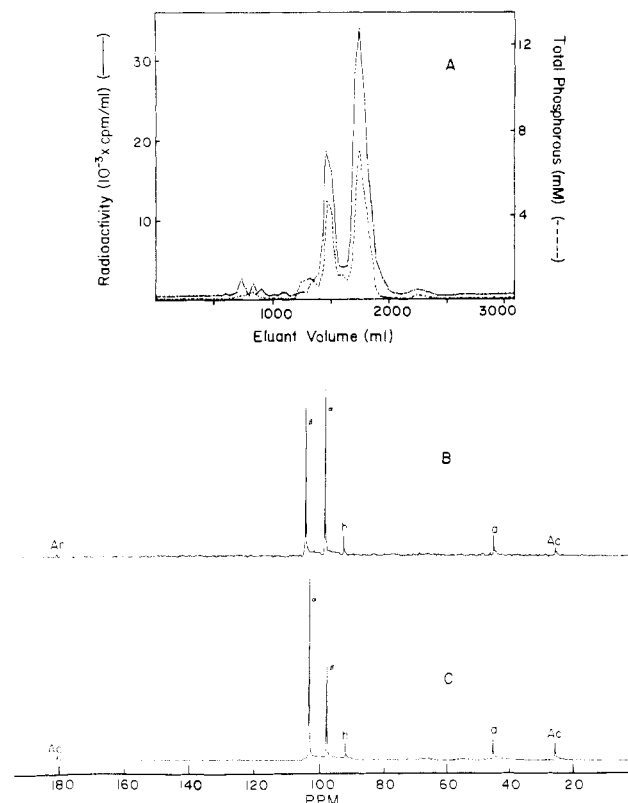 30
20
10
Radioactivity (10⁻³ x cpm/ml) (——)
A
12
8
4
Total Phosphorous (mM) (----)
1000 2000 3000
Eluant Volume (ml)
B
h
a
Ac
C
Ac
h
a
Ac
180 160 140 120 100 80 60 40 20 0
PPM